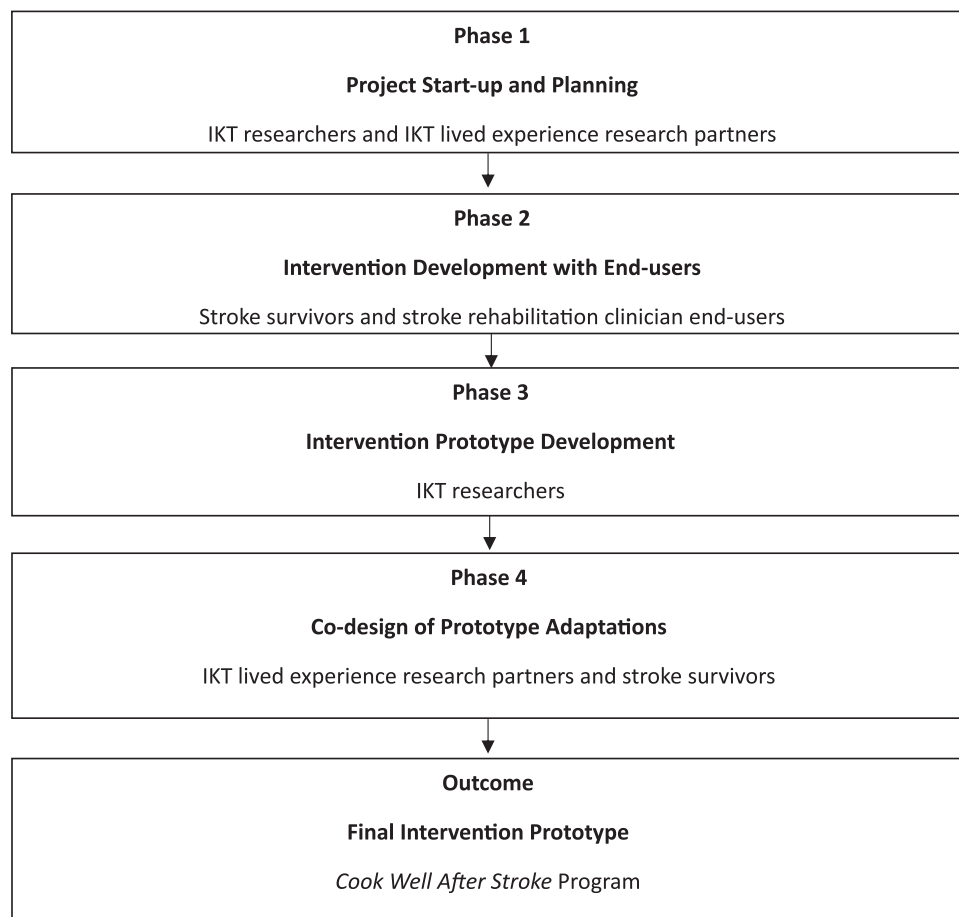 Phase 1
Project Start-up and Planning
IKT researchers and IKT lived experience research partners
Phase 2
Intervention Development with End-users
Stroke survivors and stroke rehabilitation clinician end-users
Phase 3
Intervention Prototype Development
IKT researchers
Phase 4
Co-design of Prototype Adaptations
IKT lived experience research partners and stroke survivors
Outcome
Final Intervention Prototype
Cook Well After Stroke Program